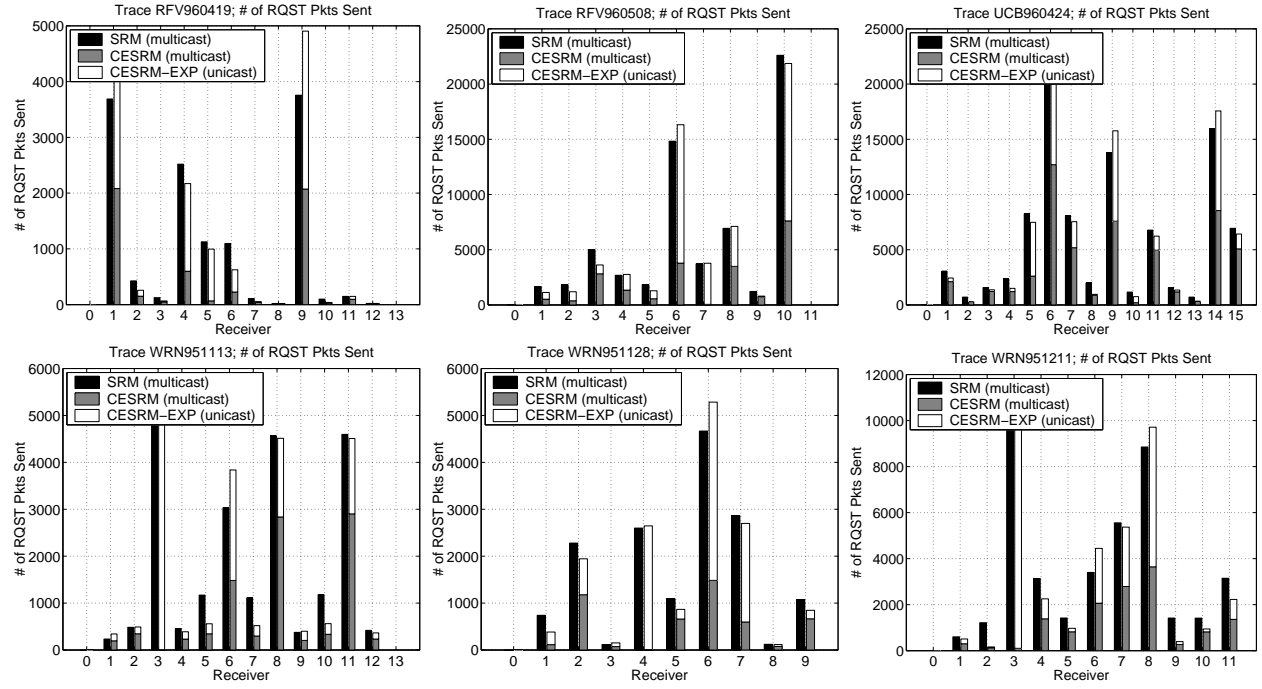 Trace RFV960419; # of RQST Pkts Sent
5000
4000
3000
2000
1000
0
# of RQST Pkts Sent
SRM (multicast)
CESRM (multicast)
CESRM−EXP (unicast)
0 1 2 3 4 5 6 7 8 9 10 11 12 13
Receiver
Trace RFV960508; # of RQST Pkts Sent
25000
20000
15000
10000
5000
0
# of RQST Pkts Sent
SRM (multicast)
CESRM (multicast)
CESRM−EXP (unicast)
0 1 2 3 4 5 6 7 8 9 10 11
Receiver
Trace UCB960424; # of RQST Pkts Sent
25000
20000
15000
10000
5000
0
# of RQST Pkts Sent
SRM (multicast)
CESRM (multicast)
CESRM−EXP (unicast)
0 1 2 3 4 5 6 7 8 9 10 11 12 13 14 15
Receiver
Trace WRN951113; # of RQST Pkts Sent
6000
5000
4000
3000
2000
1000
0
# of RQST Pkts Sent
SRM (multicast)
CESRM (multicast)
CESRM−EXP (unicast)
0 1 2 3 4 5 6 7 8 9 10 11 12 13
Receiver
Trace WRN951128; # of RQST Pkts Sent
6000
5000
4000
3000
2000
1000
0
# of RQST Pkts Sent
SRM (multicast)
CESRM (multicast)
CESRM−EXP (unicast)
0 1 2 3 4 5 6 7 8 9
Receiver
Trace WRN951211; # of RQST Pkts Sent
12000
10000
8000
6000
4000
2000
0
# of RQST Pkts Sent
SRM (multicast)
CESRM (multicast)
CESRM−EXP (unicast)
0 1 2 3 4 5 6 7 8 9 10 11
Receiver